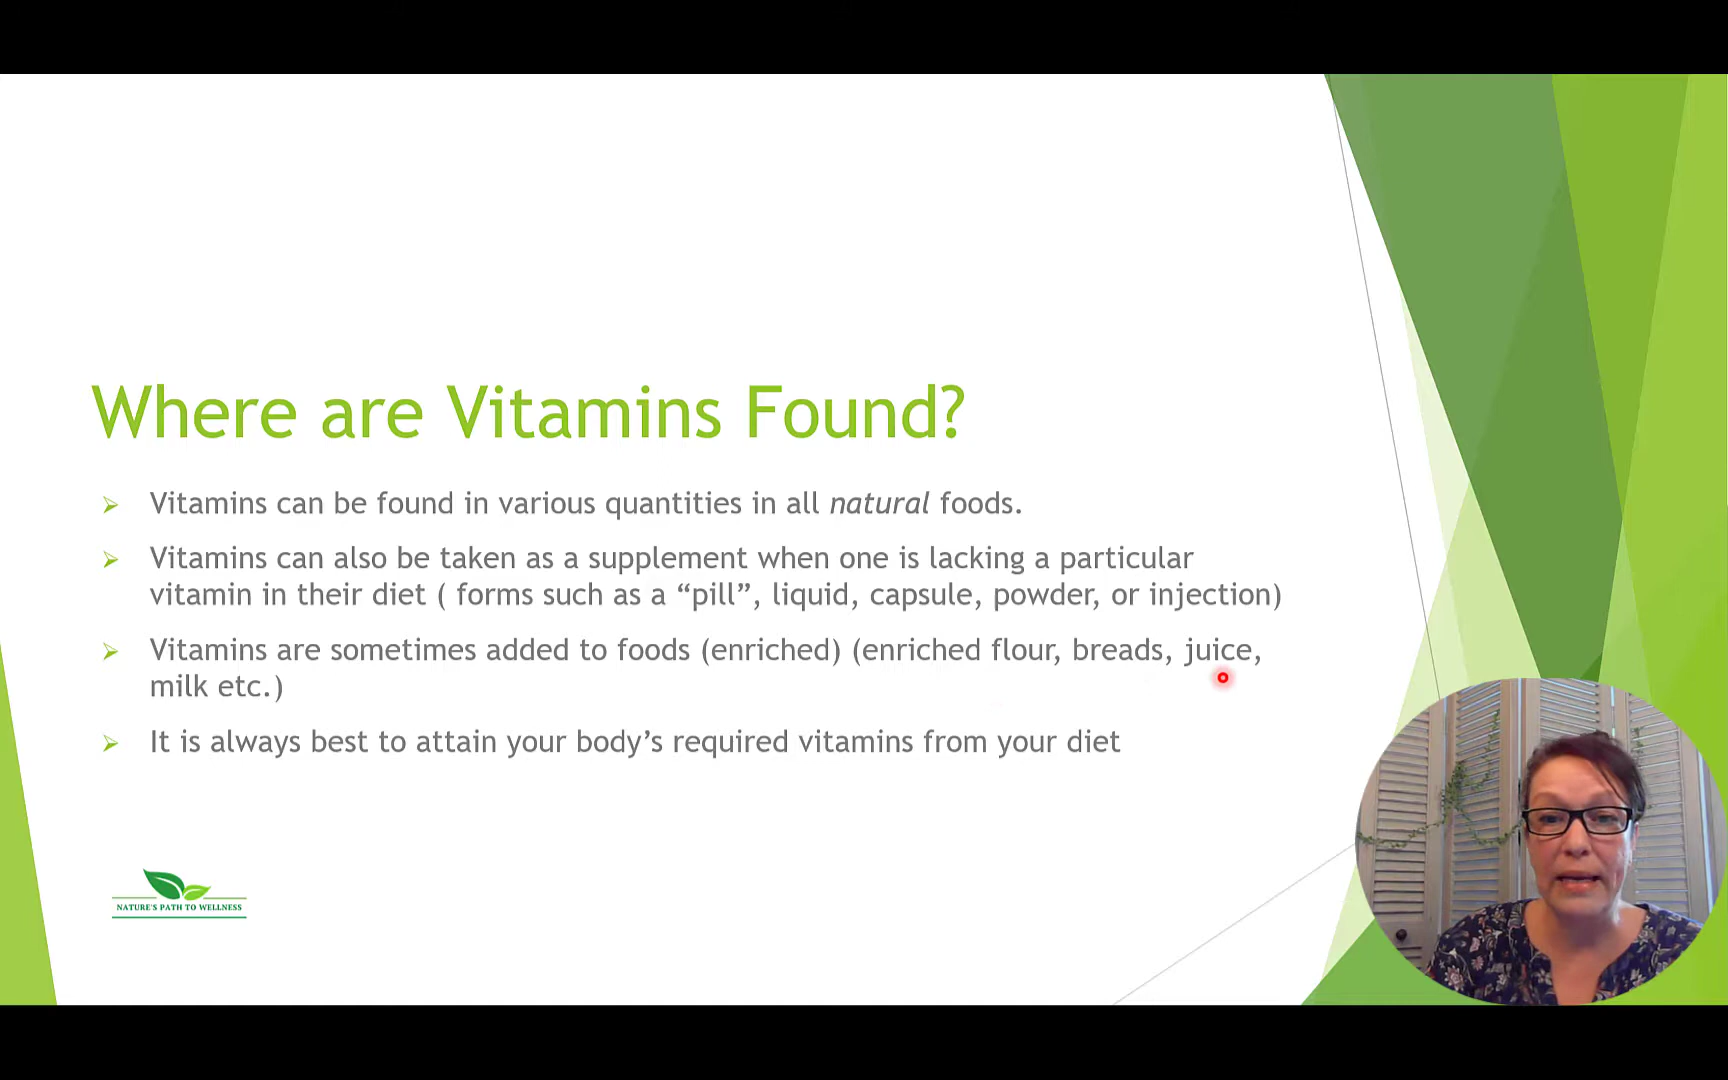 Where are Vitamins Found?
Vitamins can be found in various quantities in all natural foods.
Vitamins can also be taken as a supplement when one is lacking a particular
vitamin in their diet ( forms such as a “pill”, liquid, capsule, powder, or injection)
Vitamins are sometimes added to foods (enriched) (enriched flour, breads, juice,
milk etc.)
It is always best to attain your body’s required vitamins from your diet
NATURE'S PATH TO WELLNESS